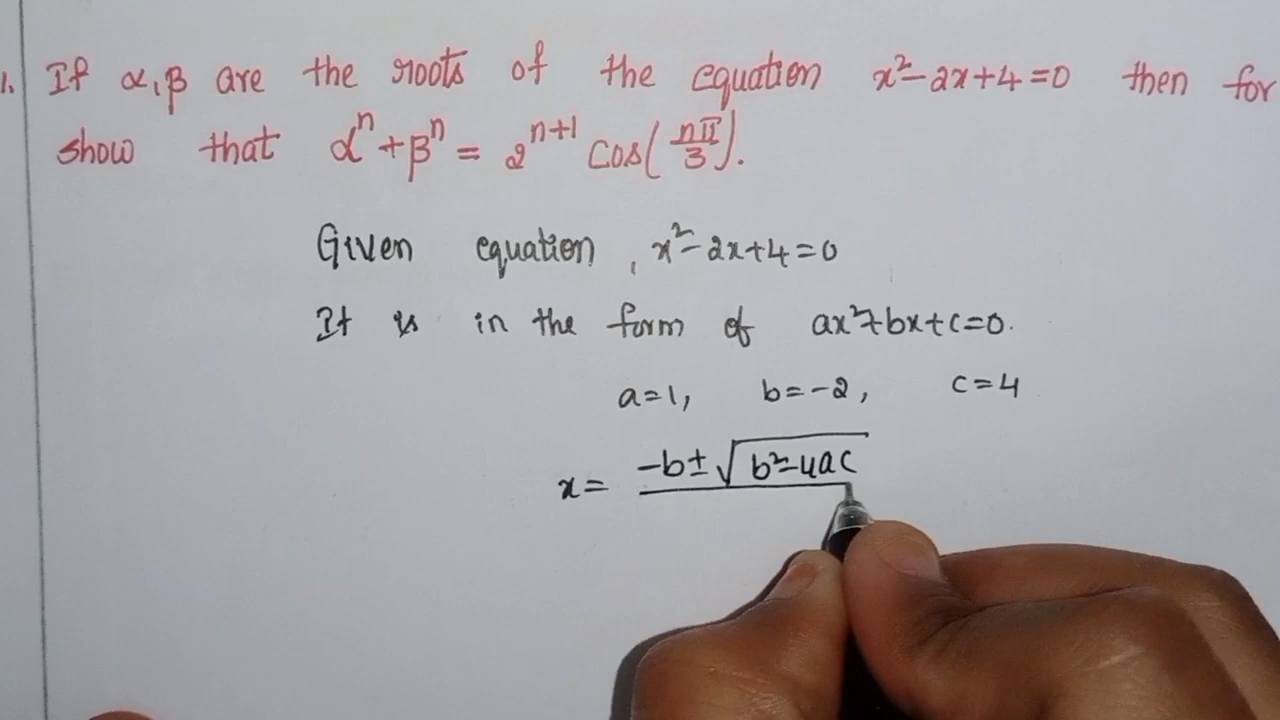 1. If α,β are the roots of the equation x²-2x+4=0 then for
show that αⁿ+βⁿ = 2ⁿ⁺¹ cos(nπ/3).
Given equation, x²-2x+4=0
It is in the form of ax²+bx+c=0.
a=1, b=-2, c=4
x= -b±√b²-4ac